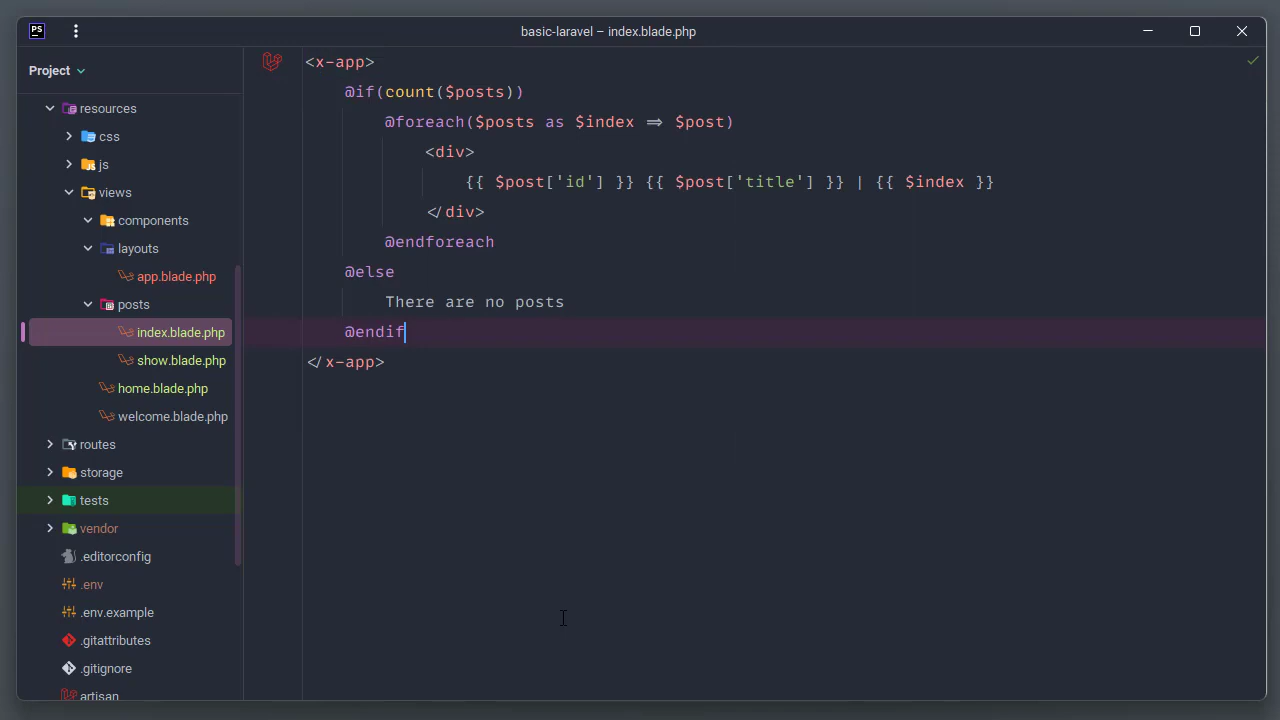 PS
basic-laravel – index.blade.php
Project
resources
css
JS js
views
components
layouts
app.blade.php
posts
index.blade.php
show.blade.php
home.blade.php
welcome.blade.php
routes
storage
tests
vendor
.editorconfig
.env
.env.example
.gitattributes
.gitignore
artisan
<x-app>
@if(count($posts))
@foreach($posts as $index => $post)
<div>
{{ $post['id'] }} {{ $post['title'] }} | {{ $index }}
</div>
@endforeach
@else
There are no posts
@endif
</x-app>